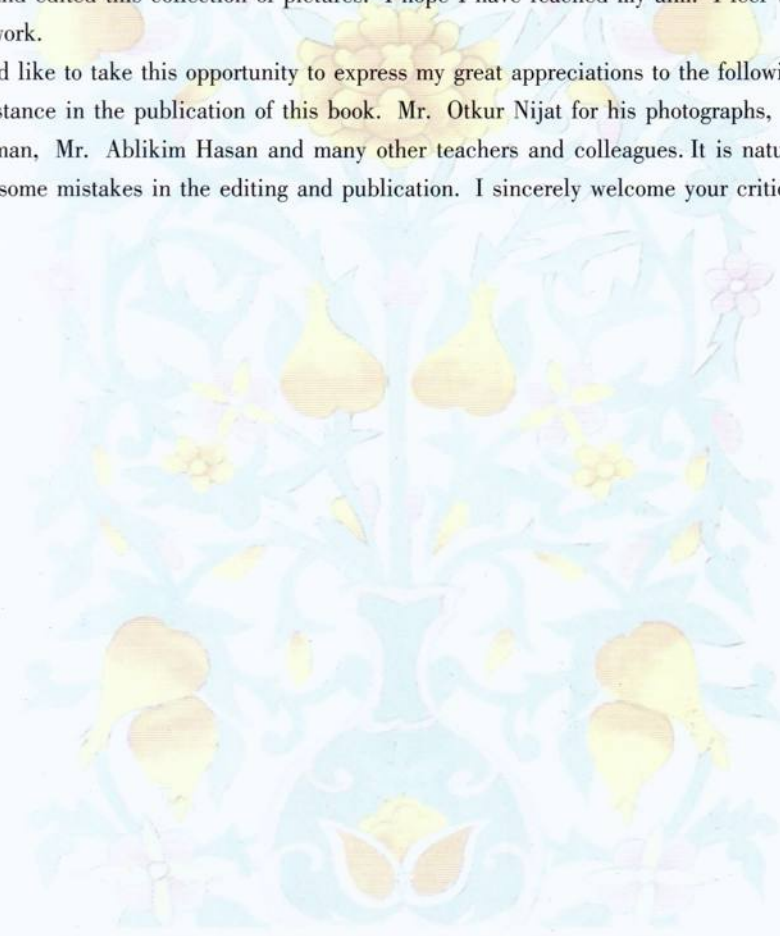 and edited this collection of pictures. I hope I have reached my aim. I feel
work.
d like to take this opportunity to express my great appreciations to the followi
stance in the publication of this book. Mr. Otkur Nijat for his photographs,
man, Mr. Ablikim Hasan and many other teachers and colleagues. It is natu
some mistakes in the editing and publication. I sincerely welcome your critic